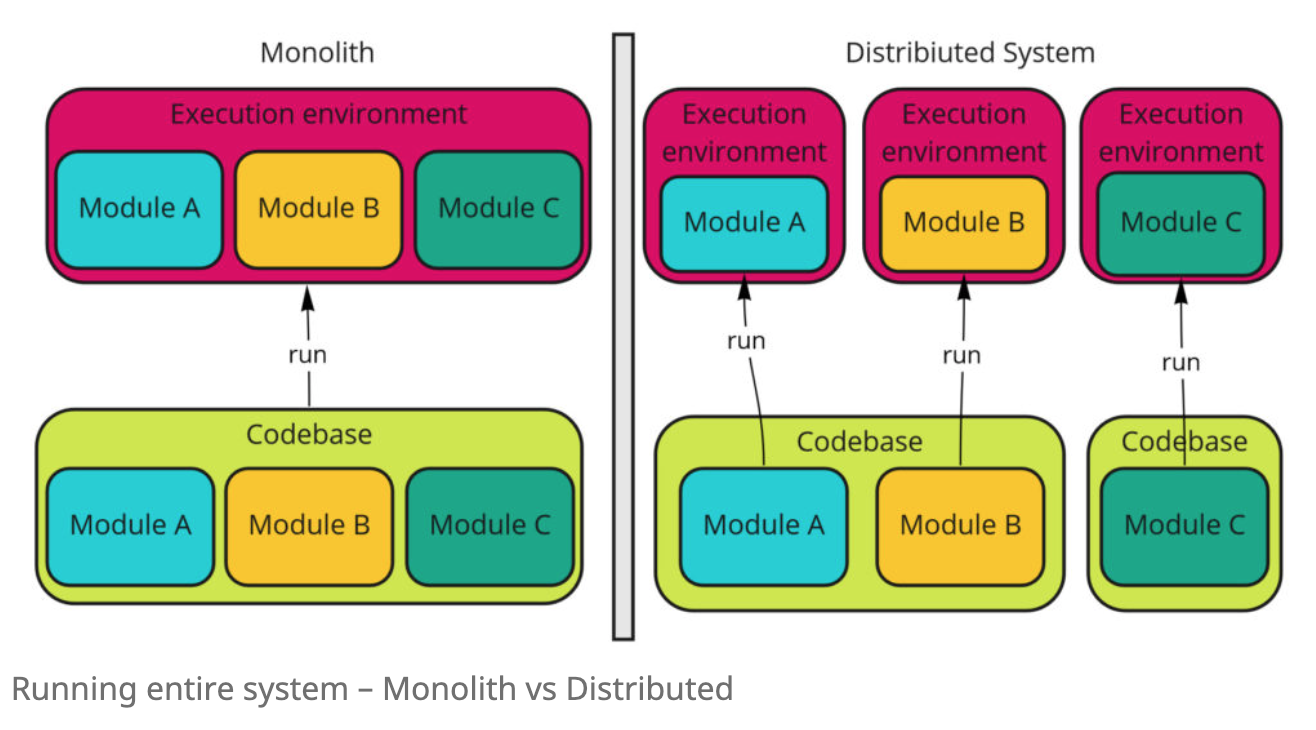 Monolith
Execution environment
Module A
Module B
Module C
run
Codebase
Module A
Module B
Module C
Distribiuted System
Execution
environment
Module A
Execution
environment
Module B
Execution
environment
Module C
run
run
run
Codebase
Module A
Module B
Codebase
Module C
Running entire system – Monolith vs Distributed